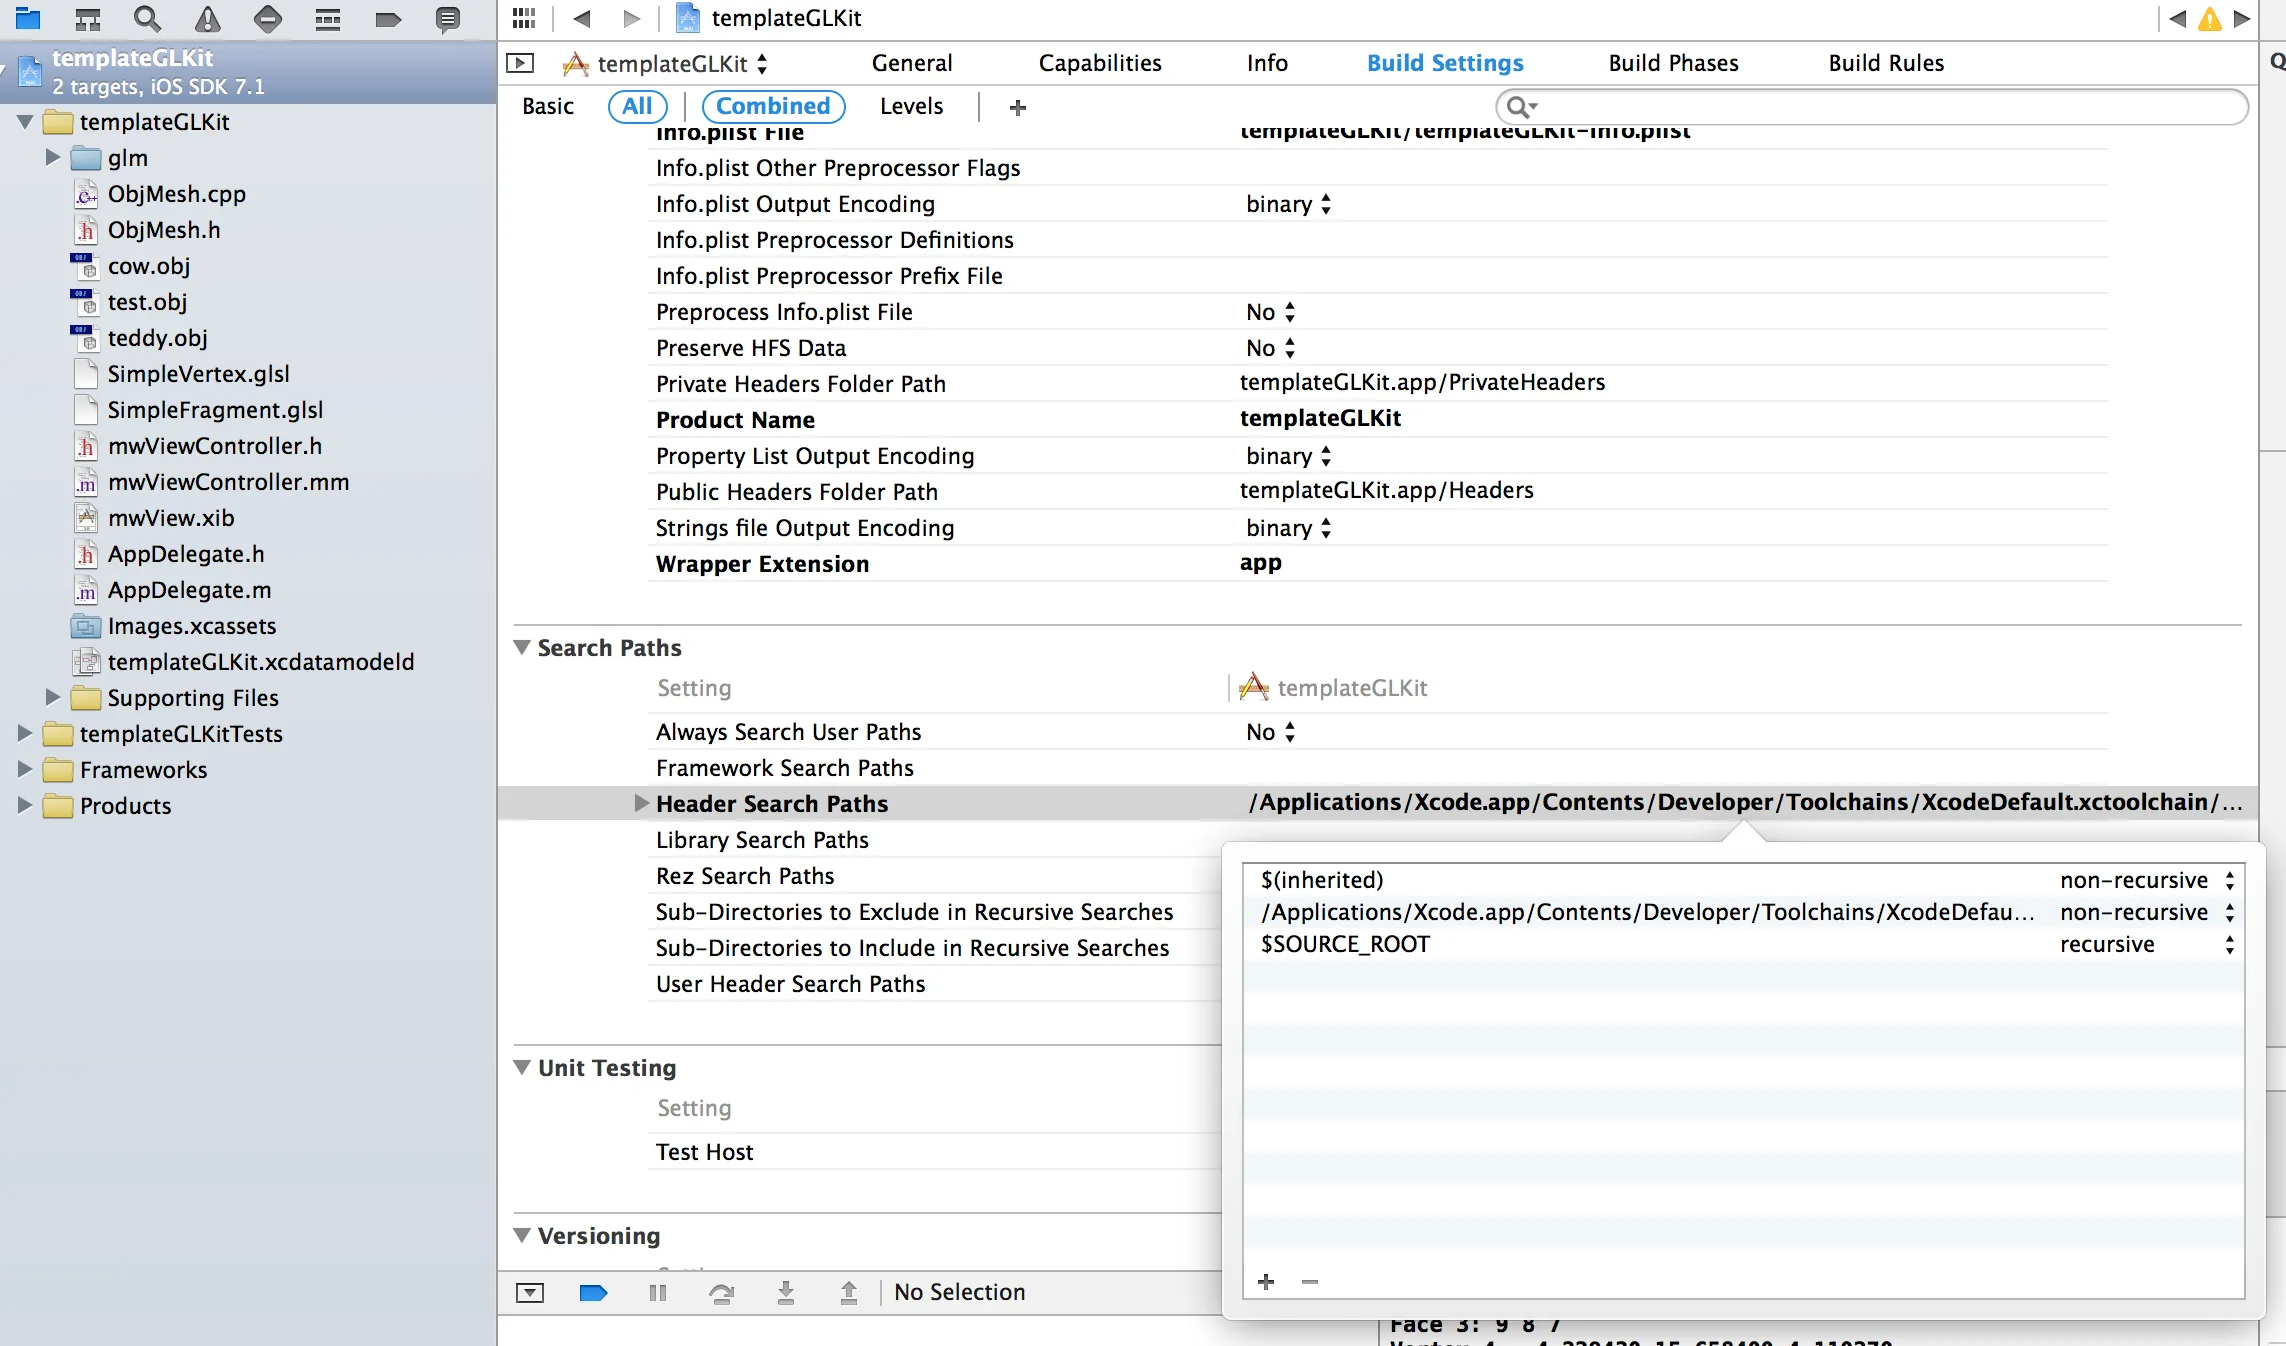 templateGLKit
2 targets, iOS SDK 7.1
templateGLKit
glm
ObjMesh.cpp
ObjMesh.h
cow.obj
test.obj
teddy.obj
SimpleVertex.glsl
SimpleFragment.glsl
mwViewController.h
mwViewController.mm
mwView.xib
AppDelegate.h
AppDelegate.m
Images.xcassets
templateGLKit.xcdatamodeld
Supporting Files
templateGLKitTests
Frameworks
Products
templateGLKit
templateGLKit General Capabilities Info Build Settings Build Phases Build Rules
Basic All Combined Levels +
Info.plist File templateGLKit/templateGLKit-Info.plist
Info.plist Other Preprocessor Flags
Info.plist Output Encoding binary
Info.plist Preprocessor Definitions
Info.plist Preprocessor Prefix File
Preprocess Info.plist File No
Preserve HFS Data No
Private Headers Folder Path templateGLKit.app/PrivateHeaders
Product Name templateGLKit
Property List Output Encoding binary
Public Headers Folder Path templateGLKit.app/Headers
Strings file Output Encoding binary
Wrapper Extension app
Search Paths
Setting templateGLKit
Always Search User Paths No
Framework Search Paths
Header Search Paths /Applications/Xcode.app/Contents/Developer/Toolchains/XcodeDefault.xctoolchain/...
Library Search Paths
Rez Search Paths
Sub-Directories to Exclude in Recursive Searches
Sub-Directories to Include in Recursive Searches
User Header Search Paths
$(inherited) non-recursive
/Applications/Xcode.app/Contents/Developer/Toolchains/XcodeDefau... non-recursive
$SOURCE_ROOT recursive
+ −
Unit Testing
Setting
Test Host
Versioning
No Selection
Face 3: 9 8 7